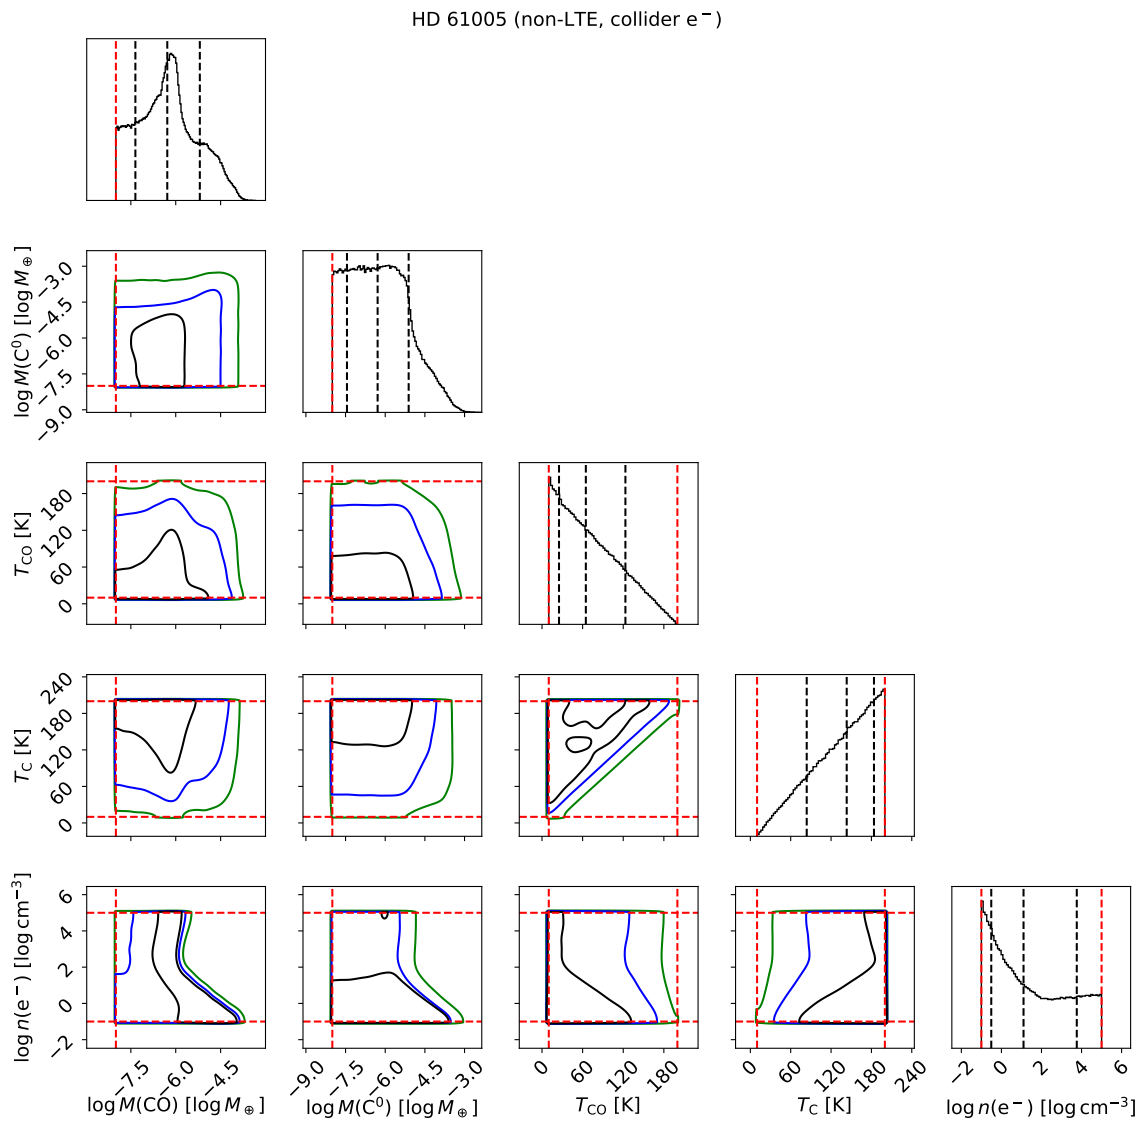 HD 61005 (non-LTE, collider e⁻)
log M(C⁰) [log M⊕]
−3.0
−4.5
−6.0
−7.5
−9.0
T_CO [K]
180
120
60
0
T_C [K]
240
180
120
60
0
log n(e⁻) [log cm⁻³]
6
4
2
0
−2
−7.5 −6.0 −4.5
−9.0 −7.5 −6.0 −4.5 −3.0
0 60 120 180
0 60 120 180 240
−2 0 2 4 6
log M(CO) [log M⊕]
log M(C⁰) [log M⊕]
T_CO [K]
T_C [K]
log n(e⁻) [log cm⁻³]